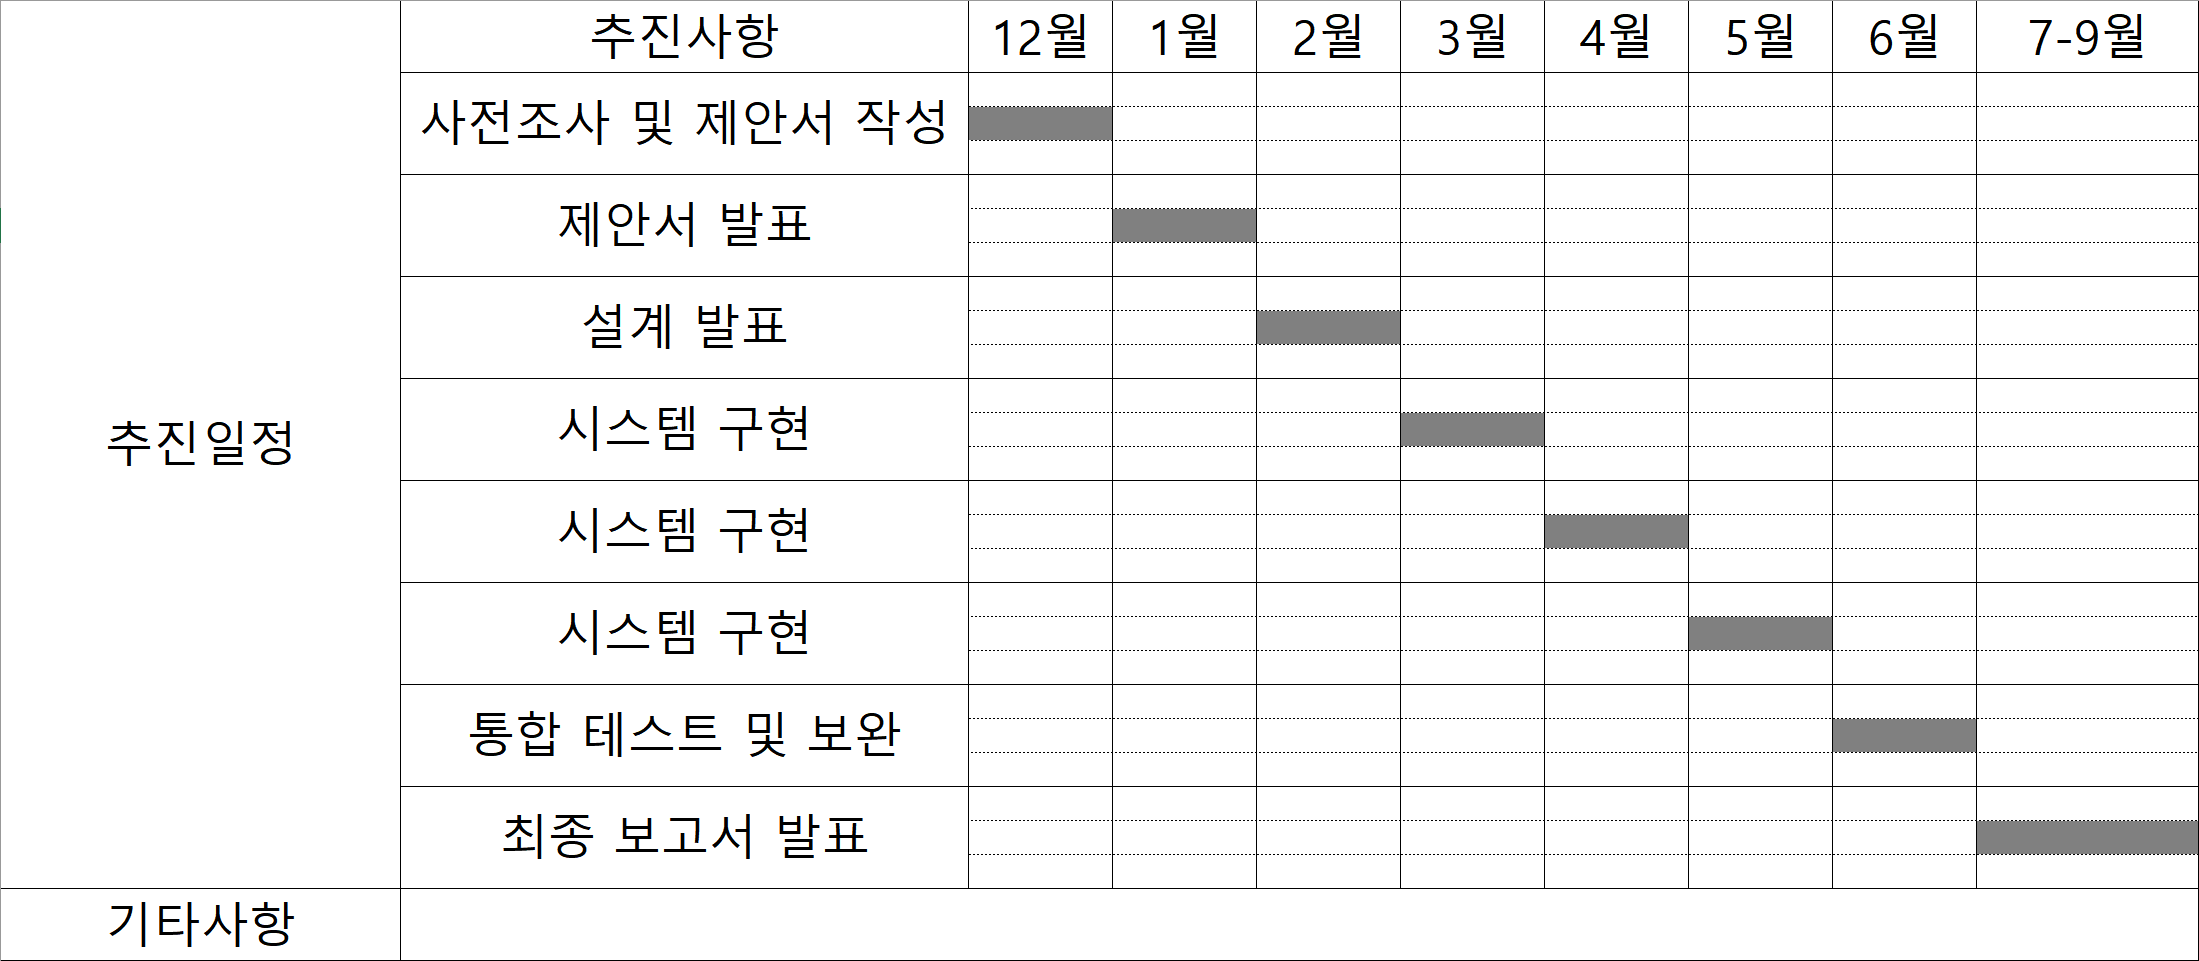 추진사항 12월 1월 2월 3월 4월 5월 6월 7-9월
사전조사 및 제안서 작성
제안서 발표
설계 발표
시스템 구현
추진일정
시스템 구현
시스템 구현
통합 테스트 및 보완
최종 보고서 발표
기타사항